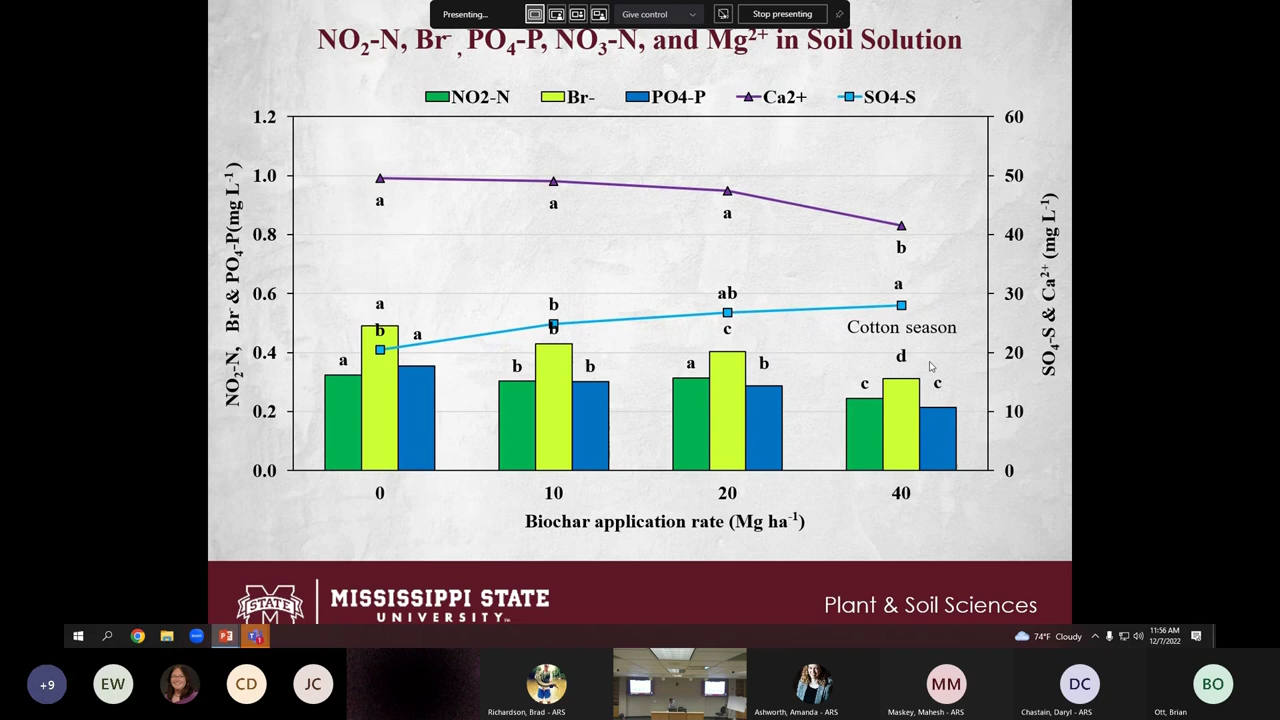 Presenting...
Give control
Stop presenting
NO₂-N, Br⁻, PO₄-P, NO₃-N, and Mg²⁺ in Soil Solution
NO2-N Br- PO4-P Ca2+ SO4-S
NO₂-N, Br⁻ & PO₄-P(mg L⁻¹)
1.2
1.0
0.8
0.6
0.4
0.2
0.0
60
50
40
30
20
10
0
SO₄-S & Ca²⁺ (mg L⁻¹)
a a a b
a b ab a
b b c d
Cotton season
a a
b b
a b
c c
0 10 20 40
Biochar application rate (Mg ha⁻¹)
STATE
M
MISSISSIPPI STATE
UNIVERSITY™
Plant & Soil Sciences
74°F Cloudy
11:56 AM
12/7/2022
+9
EW
CD
JC
MM
DC
BO
Richardson, Brad - ARS
Ashworth, Amanda - ARS
Maskey, Mahesh - ARS
Chastain, Daryl - ARS
Ott, Brian